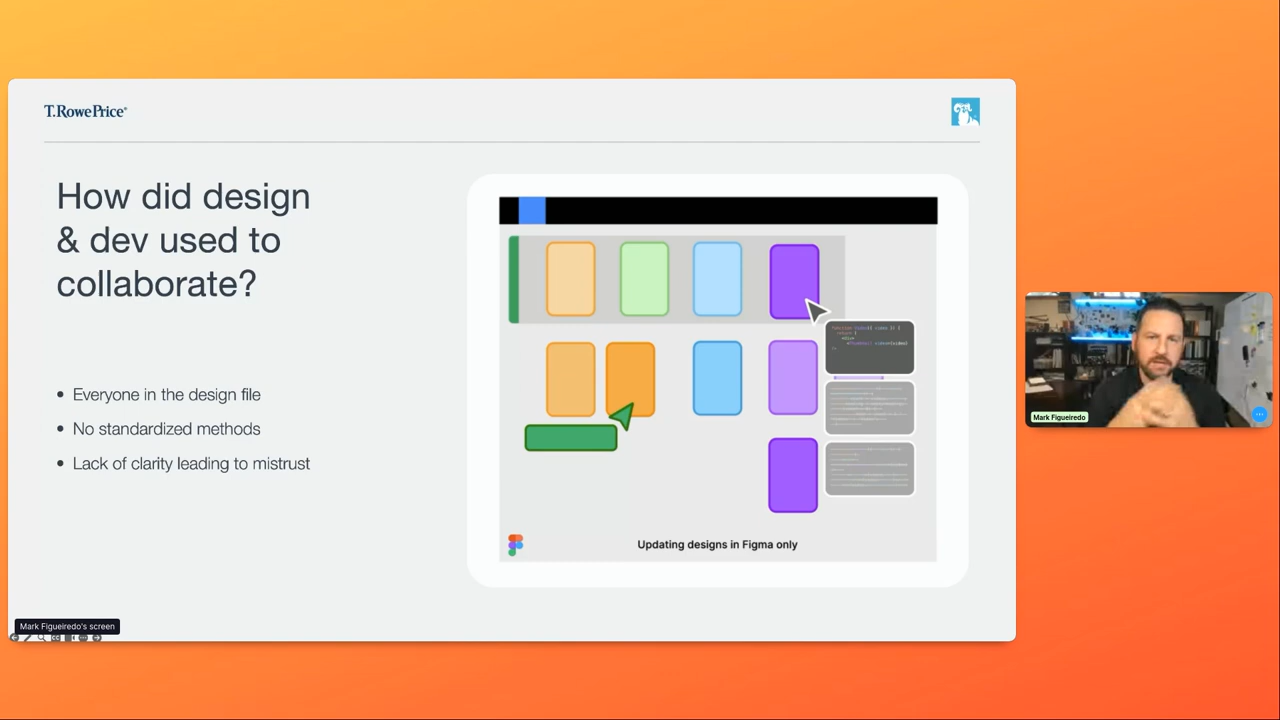 T.RowePrice®
How did design
& dev used to
collaborate?
• Everyone in the design file
• No standardized methods
• Lack of clarity leading to mistrust
Updating designs in Figma only
Mark Figueiredo's screen
Mark Figueiredo